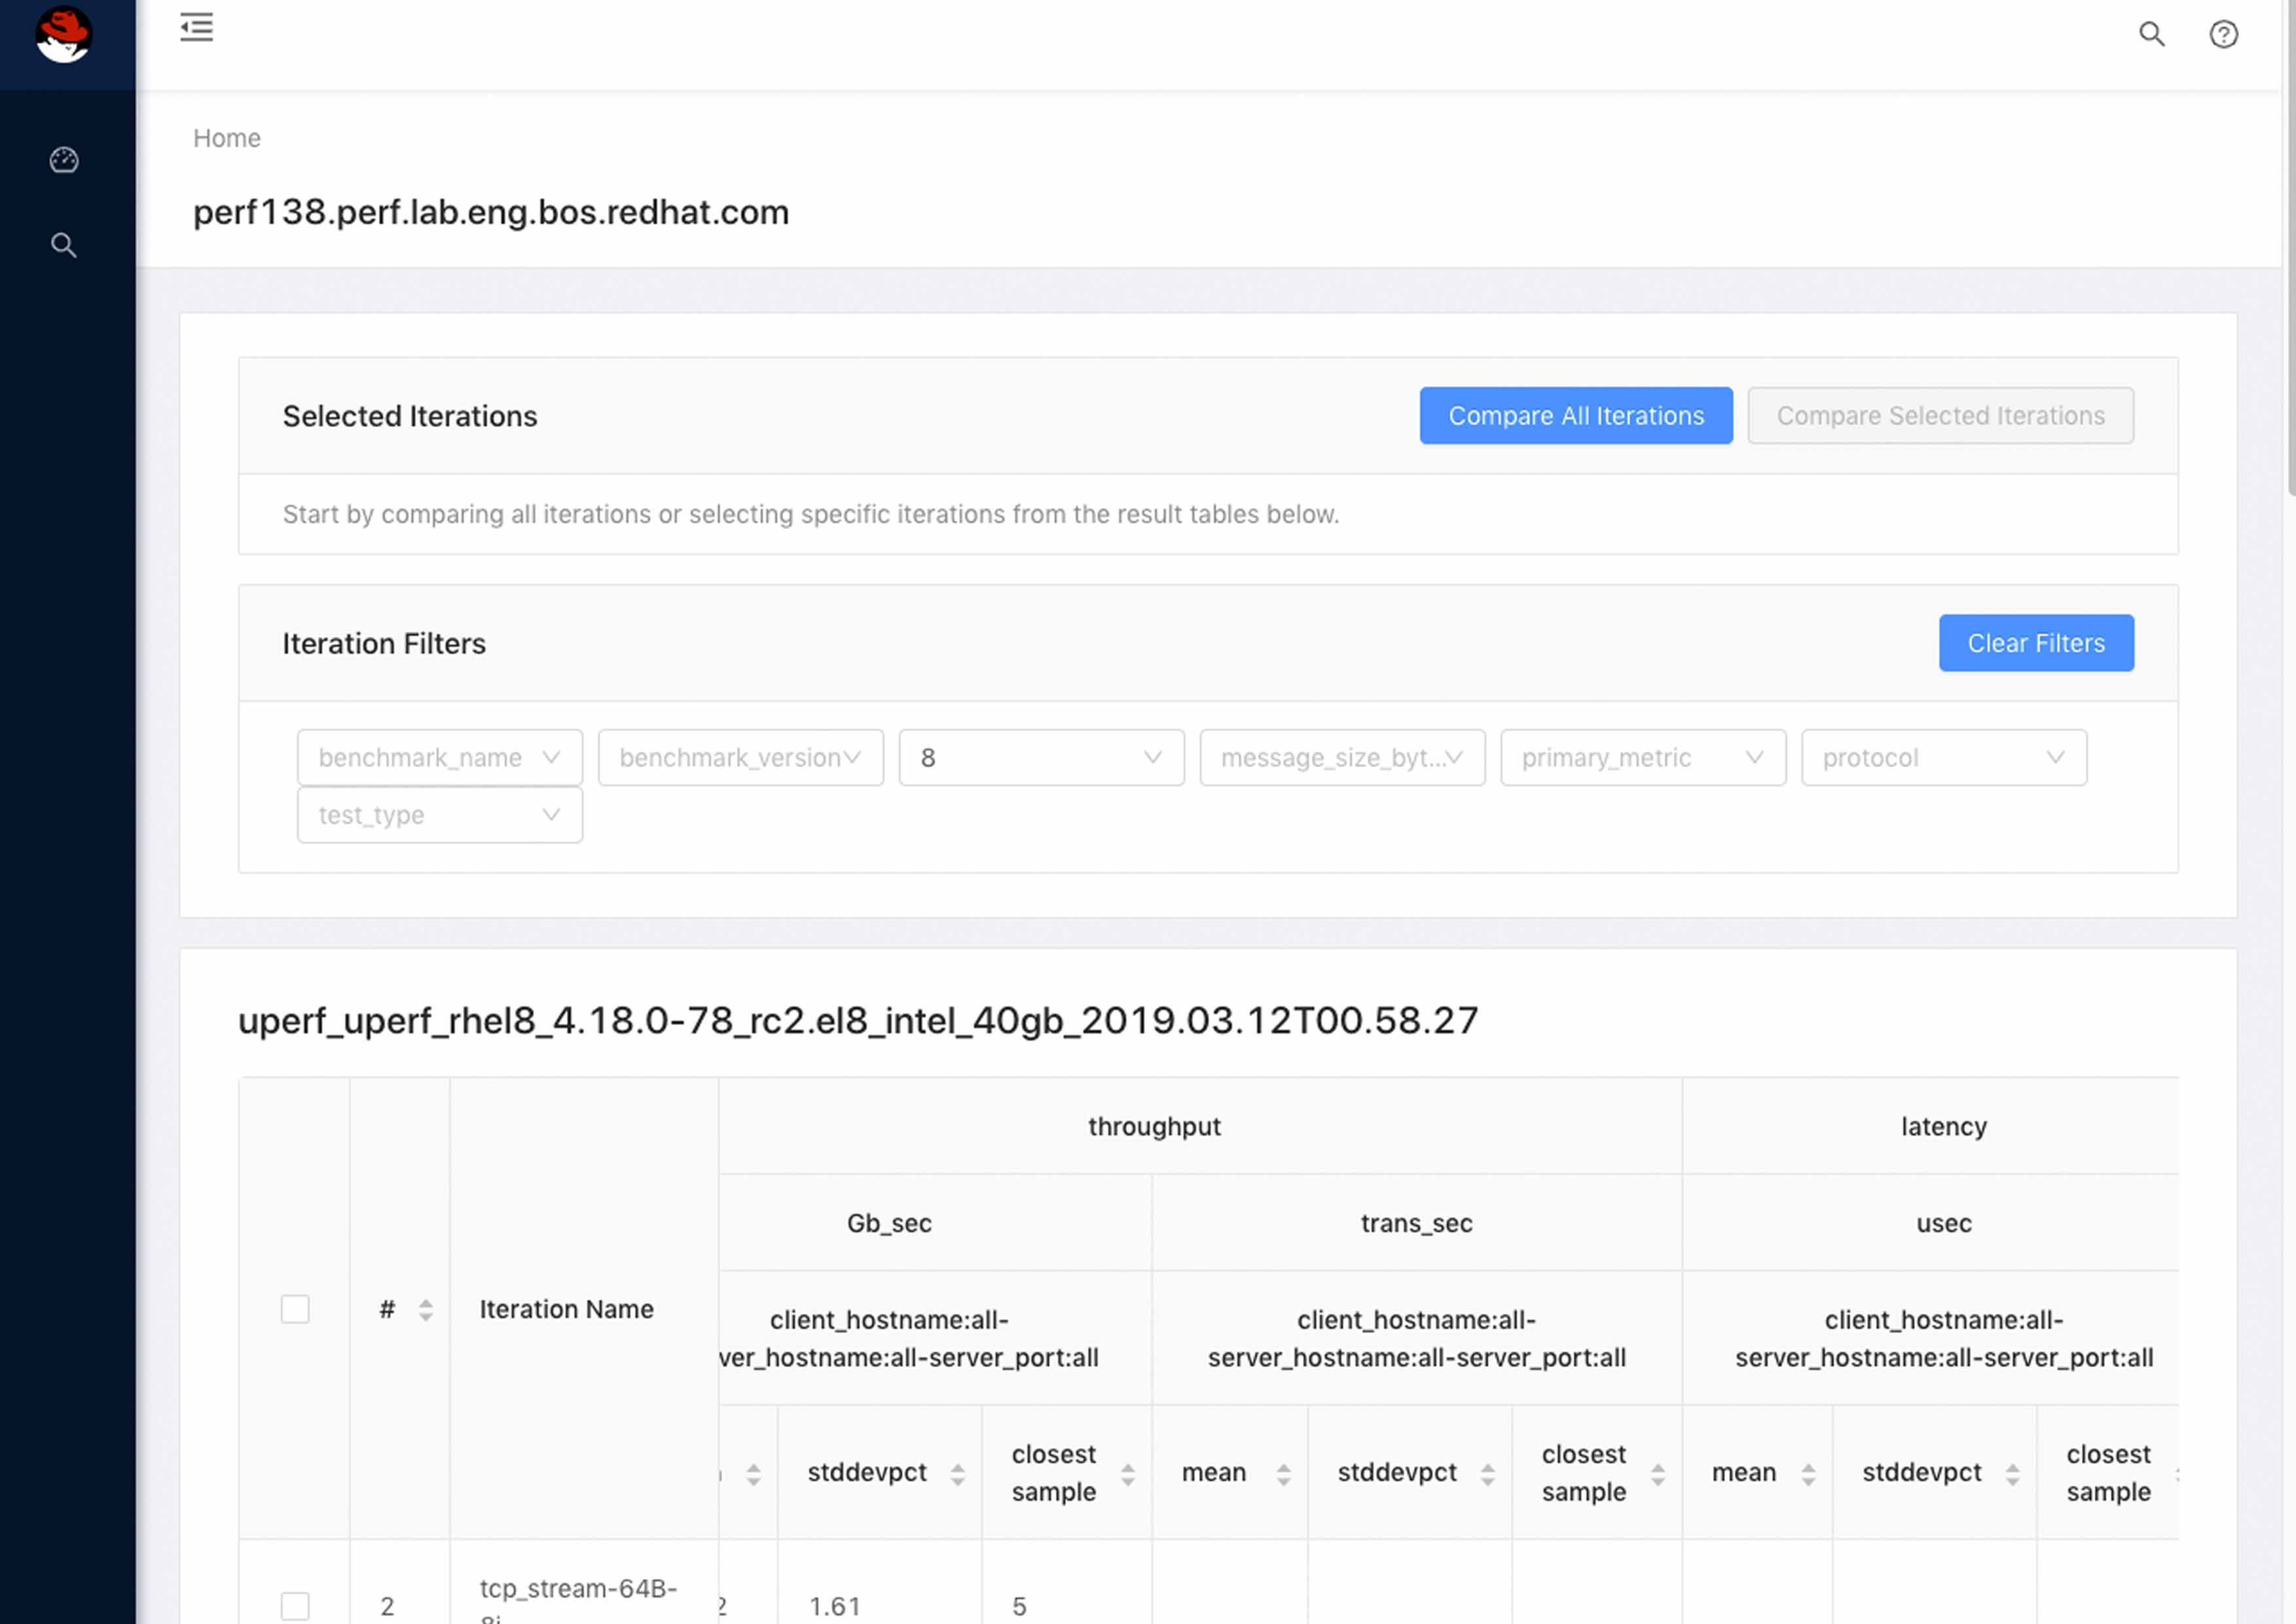 Home
perf138.perf.lab.eng.bos.redhat.com
Selected Iterations
Compare All Iterations
Compare Selected Iterations
Start by comparing all iterations or selecting specific iterations from the result tables below.
Iteration Filters
Clear Filters
benchmark_name
benchmark_version
8
message_size_byt...
primary_metric
protocol
test_type
uperf_uperf_rhel8_4.18.0-78_rc2.el8_intel_40gb_2019.03.12T00.58.27
throughput
latency
Gb_sec
trans_sec
usec
#
Iteration Name
client_hostname:all-
ver_hostname:all-server_port:all
client_hostname:all-
server_hostname:all-server_port:all
client_hostname:all-
server_hostname:all-server_port:all
stddevpct
closest
sample
mean
stddevpct
closest
sample
mean
stddevpct
closest
sample
2
tcp_stream-64B-
2
1.61
5